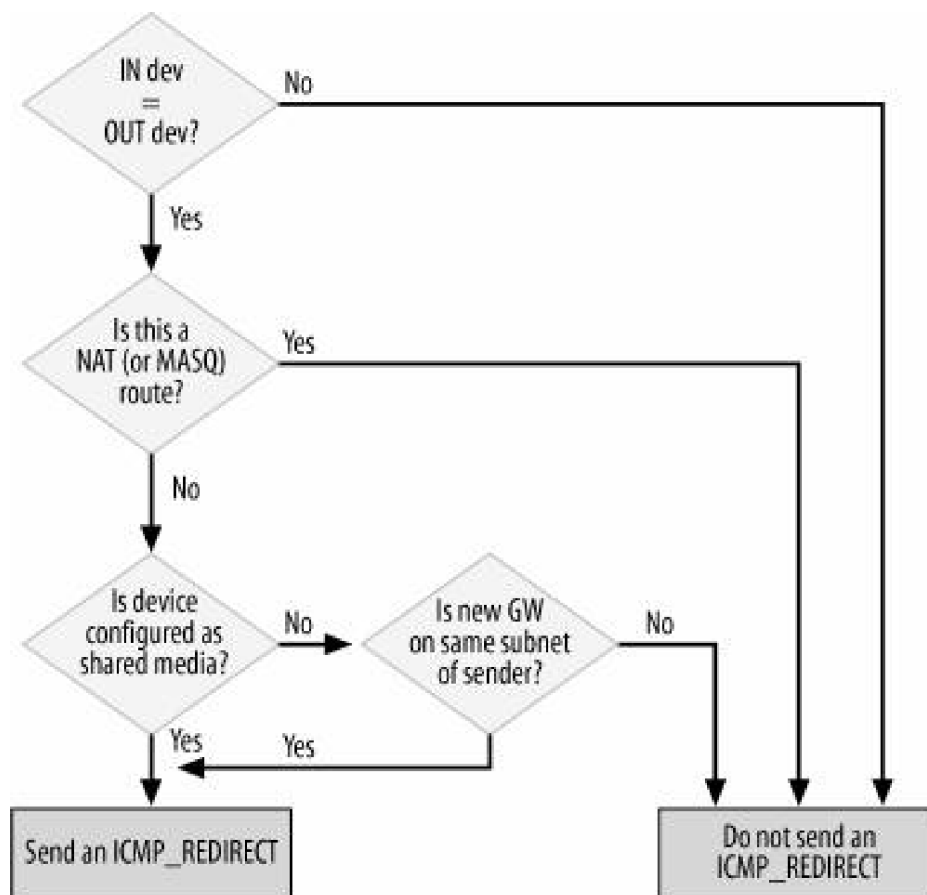 IN dev
=
OUT dev?
No
Yes
Is this a
NAT (or MASQ)
route?
Yes
No
Is device
configured as
shared media?
No
Is new GW
on same subnet
of sender?
No
Yes
Yes
Send an ICMP_REDIRECT
Do not send an
ICMP_REDIRECT